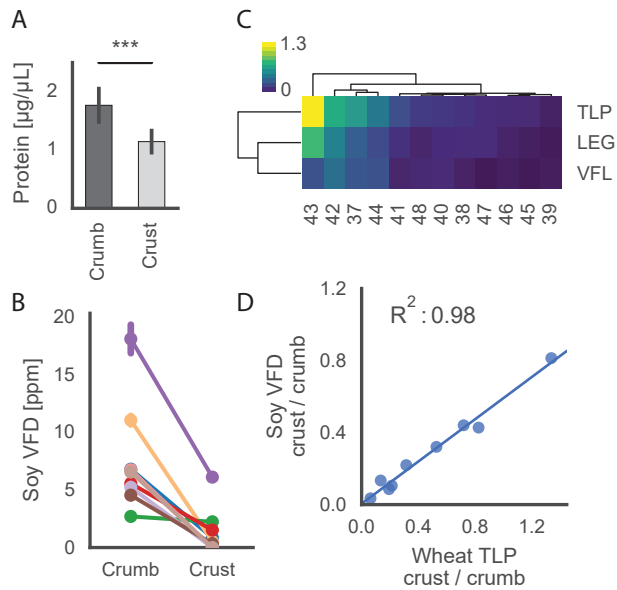 A
***
Protein [µg/µL]
2
1
0
Crumb
Crust
C
1.3
0
TLP
LEG
VFL
43
42
37
44
41
48
40
38
47
46
45
39
B
Soy VFD [ppm]
20
15
10
5
0
Crumb
Crust
D
R² : 0.98
Soy VFD
crust / crumb
1.2
0.8
0.4
0.0
0.0
0.4
0.8
1.2
Wheat TLP
crust / crumb